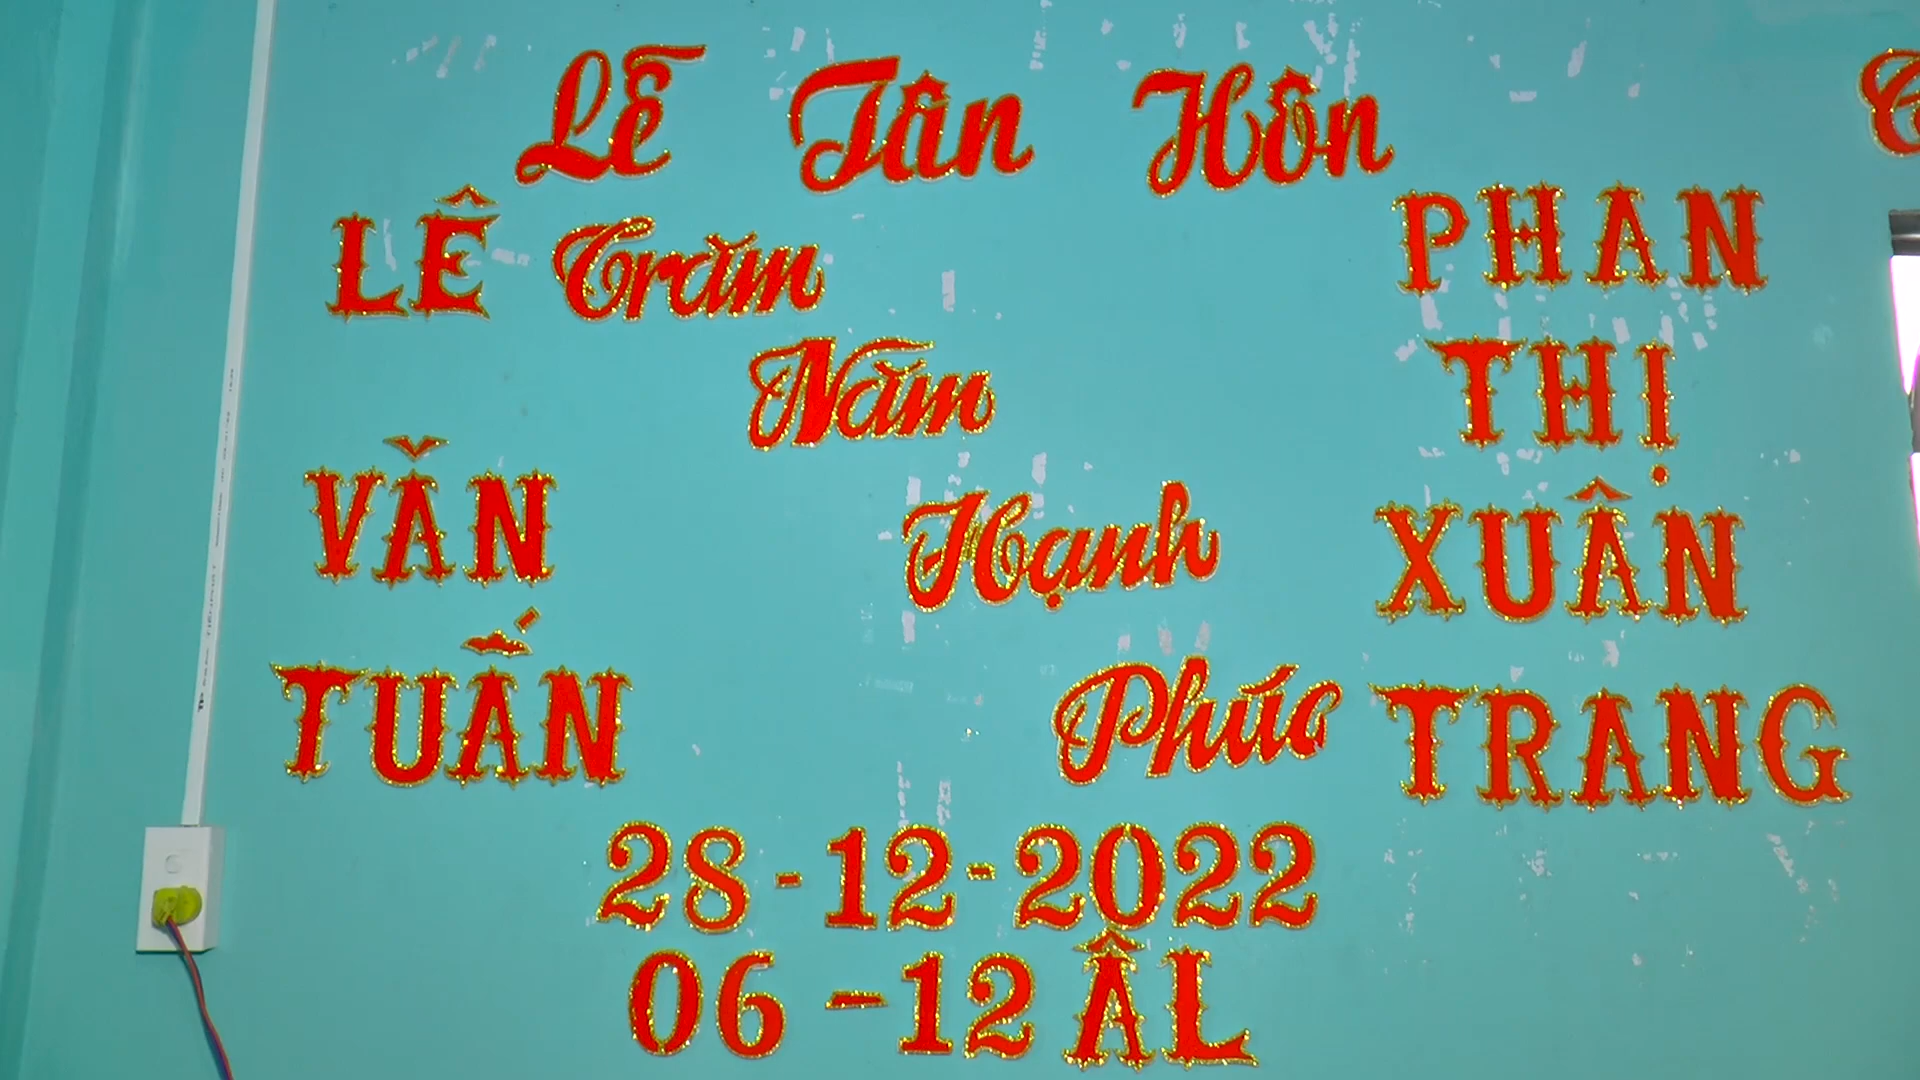 Lễ Tân Hôn
LÊ
VĂN
TUẤN
Trăm
Năm
Hạnh
Phúc
PHAN
THỊ
XUÂN
TRANG
28-12-2022
06-12 ÂL